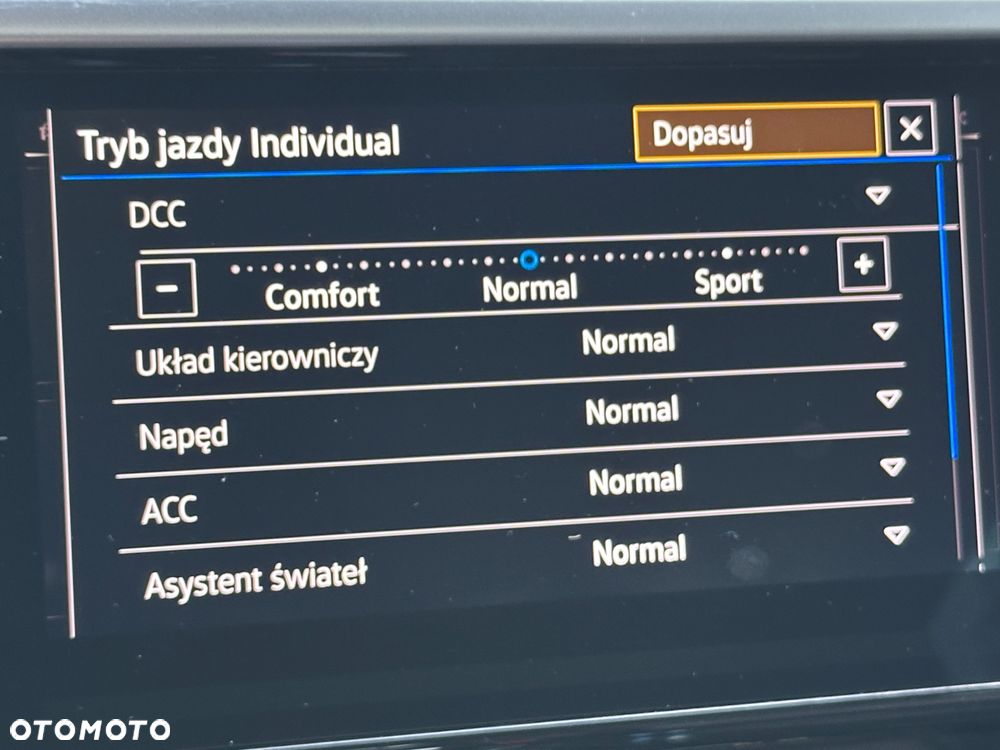 Tryb jazdy Individual
Dopasuj
DCC
Comfort Normal Sport
Układ kierowniczy Normal
Napęd Normal
ACC Normal
Asystent świateł Normal
OTOMOTO